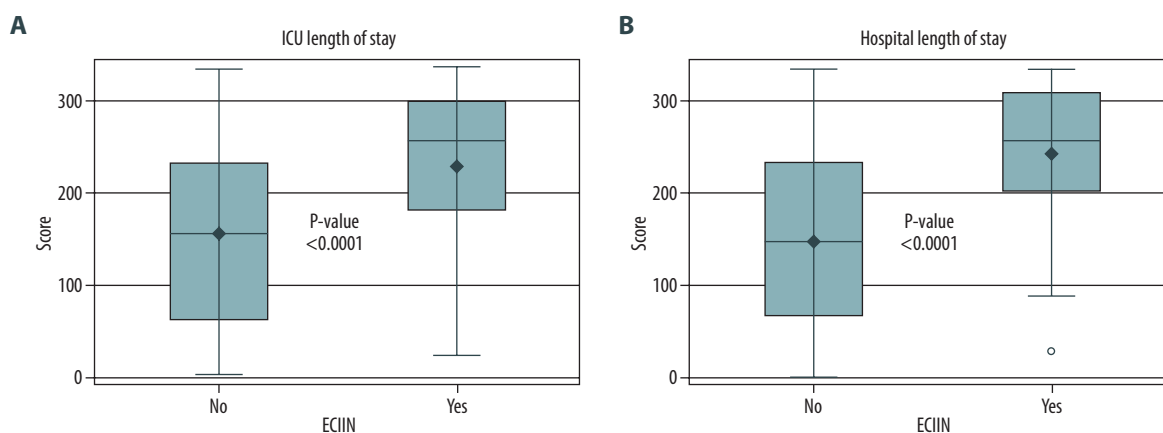 A
ICU length of stay
Score
300
200
100
0
P-value
<0.0001
No
Yes
ECIIN
B
Hospital length of stay
Score
300
200
100
0
P-value
<0.0001
No
Yes
ECIIN